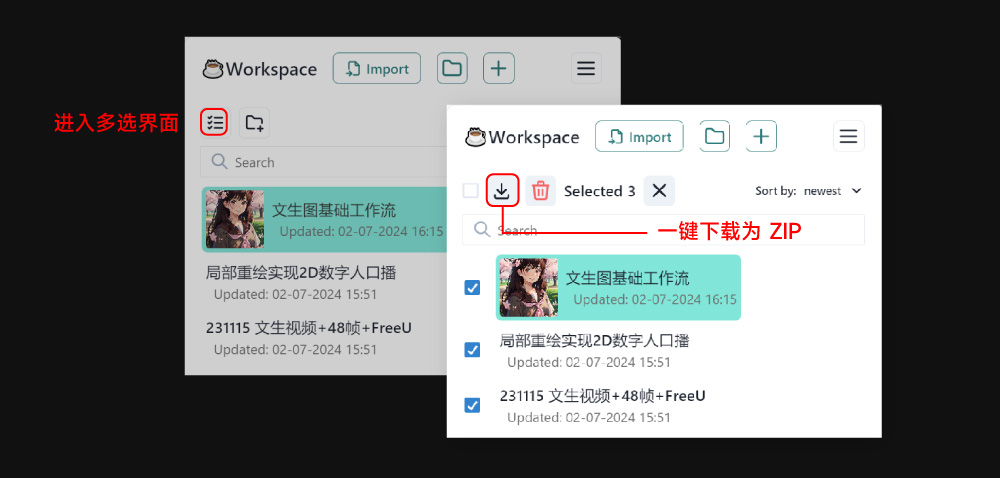 Workspace
Import
进入多选界面
Search
文生图基础工作流
Updated: 02-07-2024 16:15
局部重绘实现2D数字人口播
Updated: 02-07-2024 15:51
231115 文生视频+48帧+FreeU
Updated: 02-07-2024 15:51
Workspace
Import
Selected 3
Sort by: newest
Search
一键下载为 ZIP
文生图基础工作流
Updated: 02-07-2024 16:15
局部重绘实现2D数字人口播
Updated: 02-07-2024 15:51
231115 文生视频+48帧+FreeU
Updated: 02-07-2024 15:51